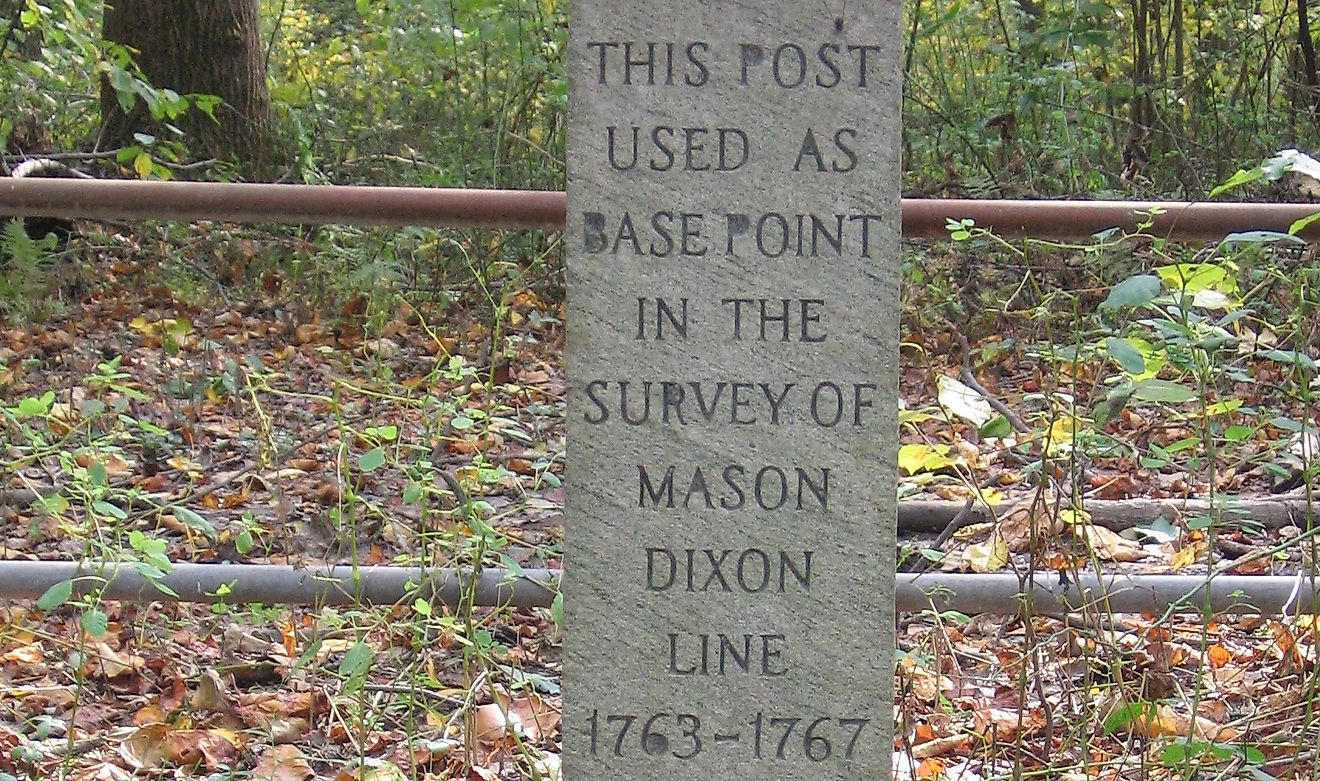 THIS POST
USED AS
BASE POINT
IN THE
SURVEY OF
MASON
DIXON
LINE
1763-1767